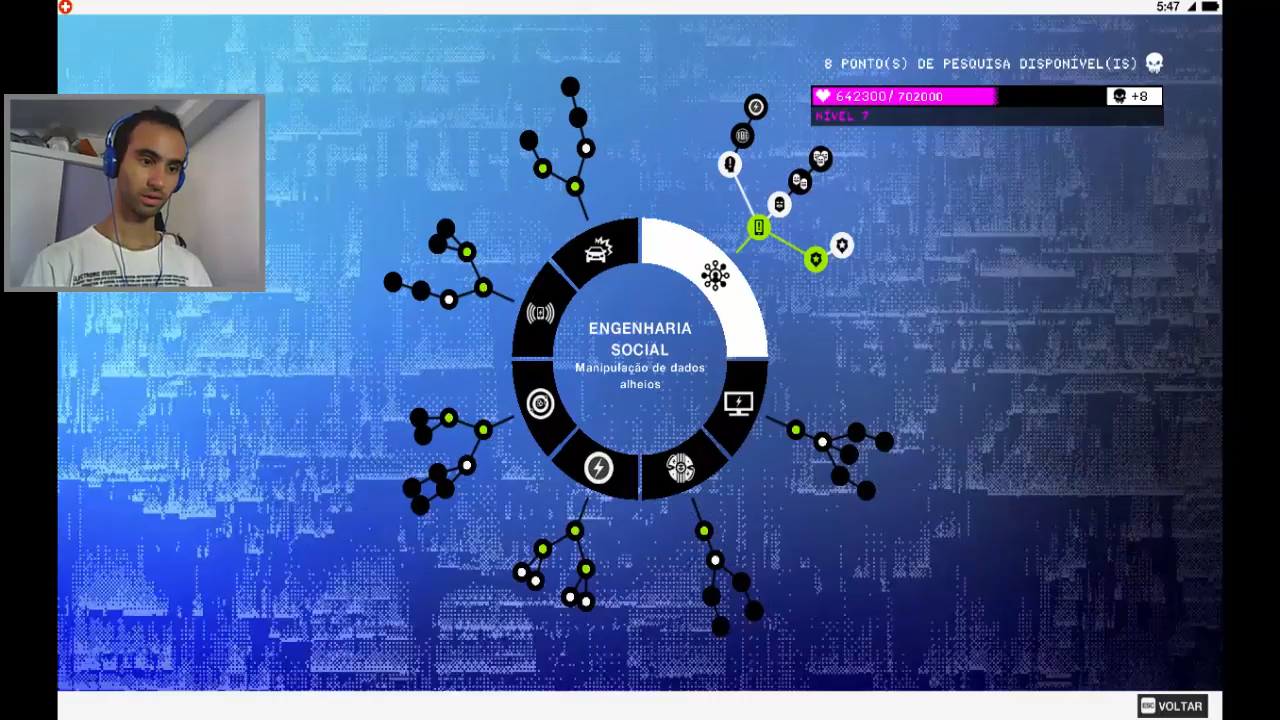 5:47
8 PONTO(S) DE PESQUISA DISPONÍVEL(IS)
642300/702000
+8
NÍVEL 7
ENGENHARIA
SOCIAL
Manipulação de dados
alheios
ESC VOLTAR